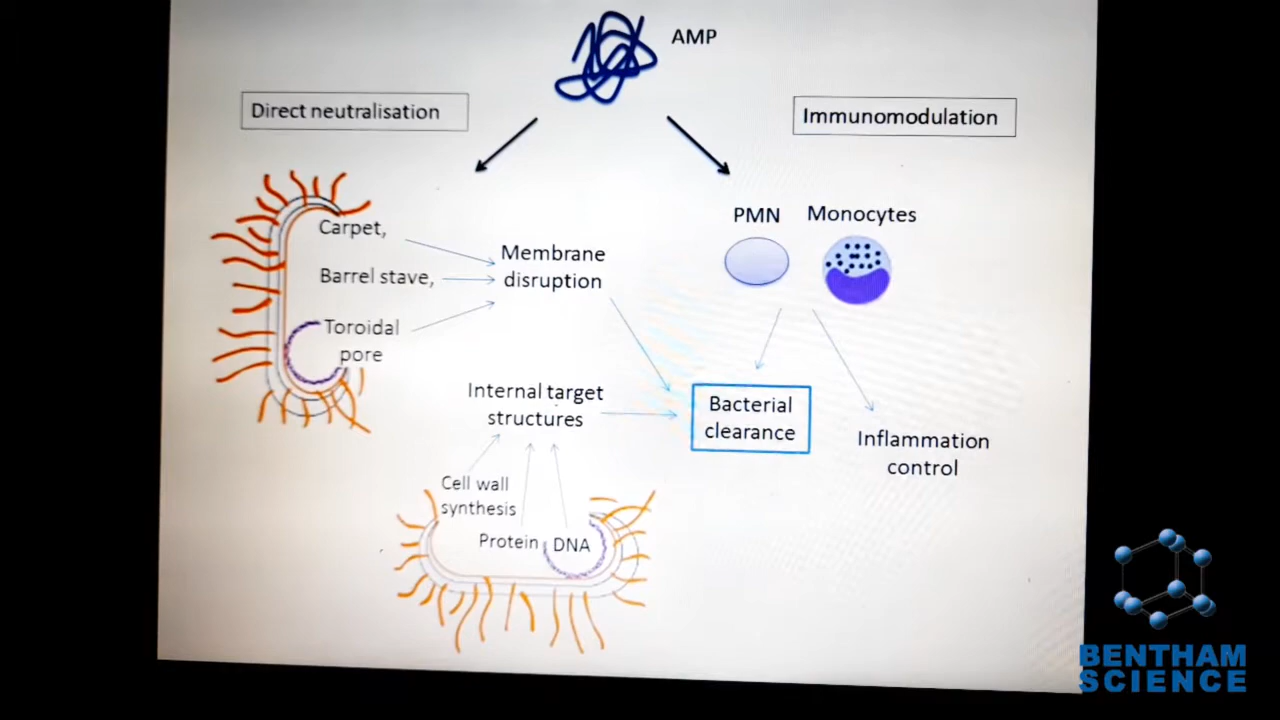 AMP
Direct neutralisation
Immunomodulation
PMN
Monocytes
Carpet,
Barrel stave,
Toroidal
pore
Membrane
disruption
Internal target
structures
Bacterial
clearance
Inflammation
control
Cell wall
synthesis
Protein
DNA
BENTHAM
SCIENCE